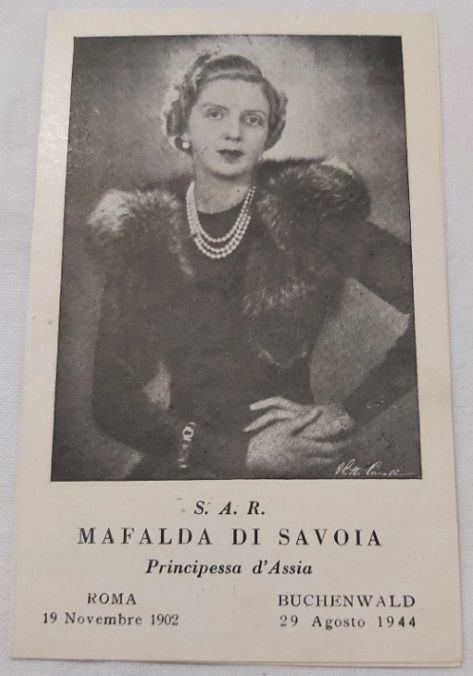 S. A. R.
MAFALDA DI SAVOIA
Principessa d'Assia
ROMA
19 Novembre 1902
BUCHENWALD
29 Agosto 1944